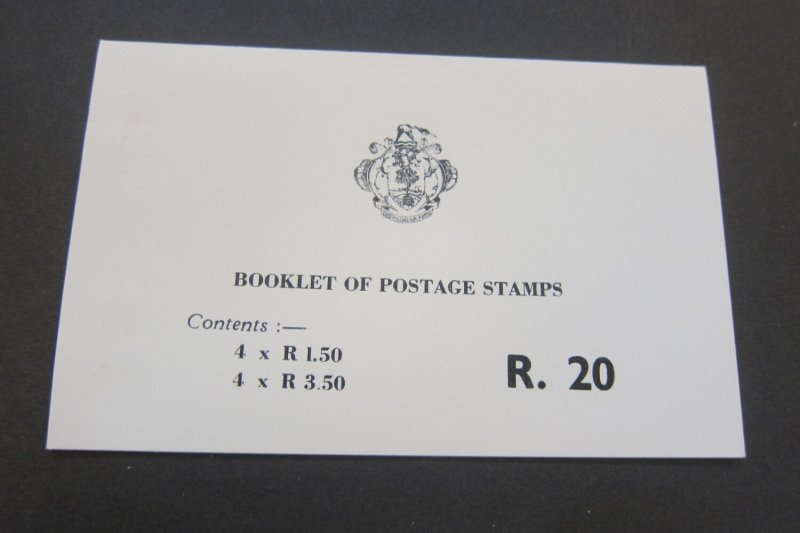 BOOKLET OF POSTAGE STAMPS
Contents :—
4 x R 1.50
4 x R 3.50
R. 20